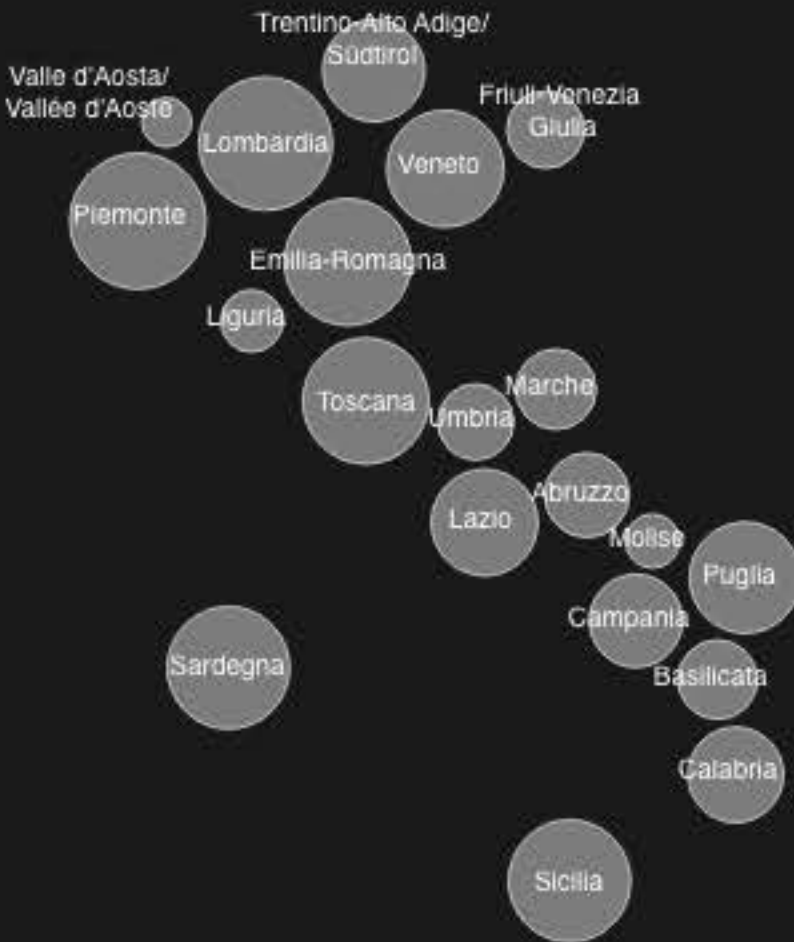 Trentino-Alto Adige/
Südtirol
Valle d'Aosta/
Vallée d'Aoste
Friuli-Venezia
Giulia
Lombardia
Veneto
Piemonte
Emilia-Romagna
Liguria
Marche
Toscana
Umbria
Abruzzo
Lazio
Molise
Puglia
Campania
Sardegna
Basilicata
Calabria
Sicilia